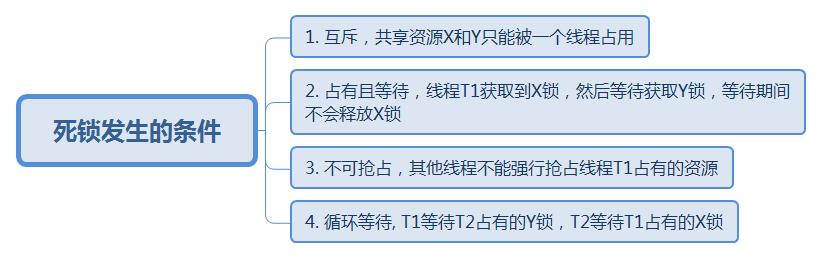 死锁发生的条件
1. 互斥，共享资源X和Y只能被一个线程占用
2. 占有且等待，线程T1获取到X锁，然后等待获取Y锁，等待期间
不会释放X锁
3. 不可抢占，其他线程不能强行抢占线程T1占有的资源
4. 循环等待, T1等待T2占有的Y锁，T2等待T1占有的X锁